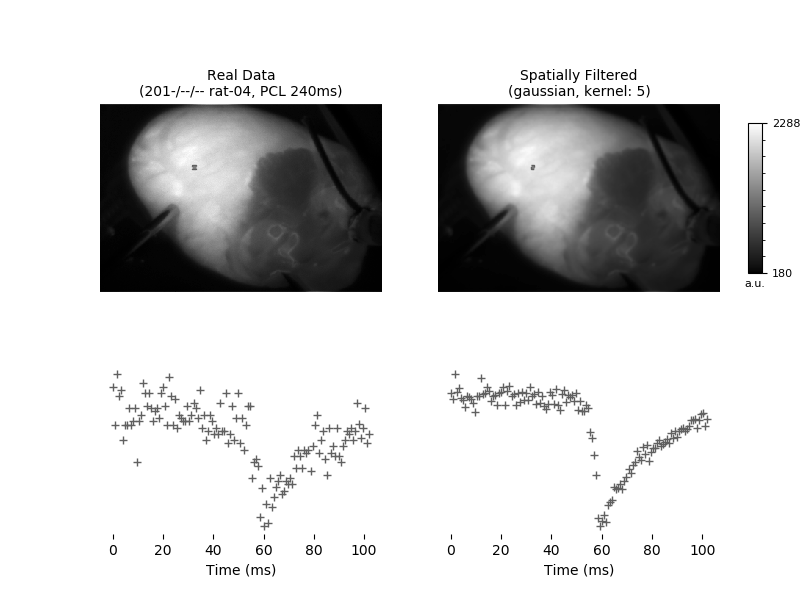 Real Data
(201-/--/-- rat-04, PCL 240ms)
Spatially Filtered
(gaussian, kernel: 5)
2288
180
a.u.
0 20 40 60 80 100
Time (ms)
0 20 40 60 80 100
Time (ms)